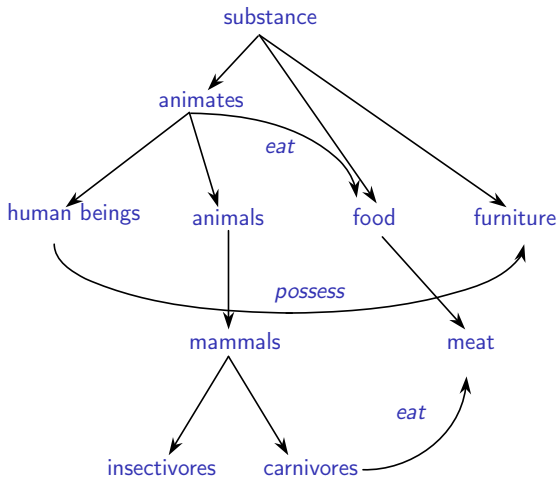 substance
animates
eat
human beings
animals
food
furniture
possess
mammals
meat
eat
insectivores
carnivores